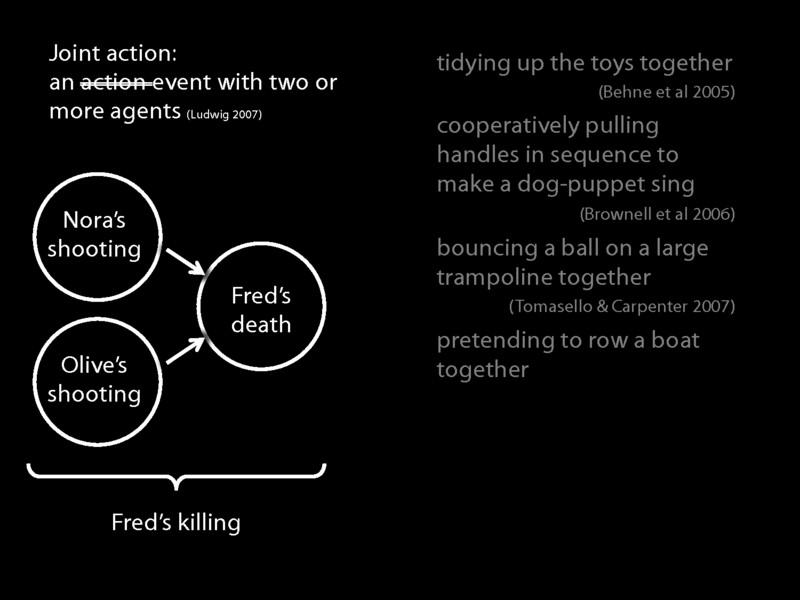 Joint action:
an action event with two or
more agents (Ludwig 2007)
Nora's
shooting
Olive's
shooting
Fred's
death
Fred's killing
tidying up the toys together
(Behne et al 2005)
cooperatively pulling
handles in sequence to
make a dog-puppet sing
(Brownell et al 2006)
bouncing a ball on a large
trampoline together
(Tomasello & Carpenter 2007)
pretending to row a boat
together